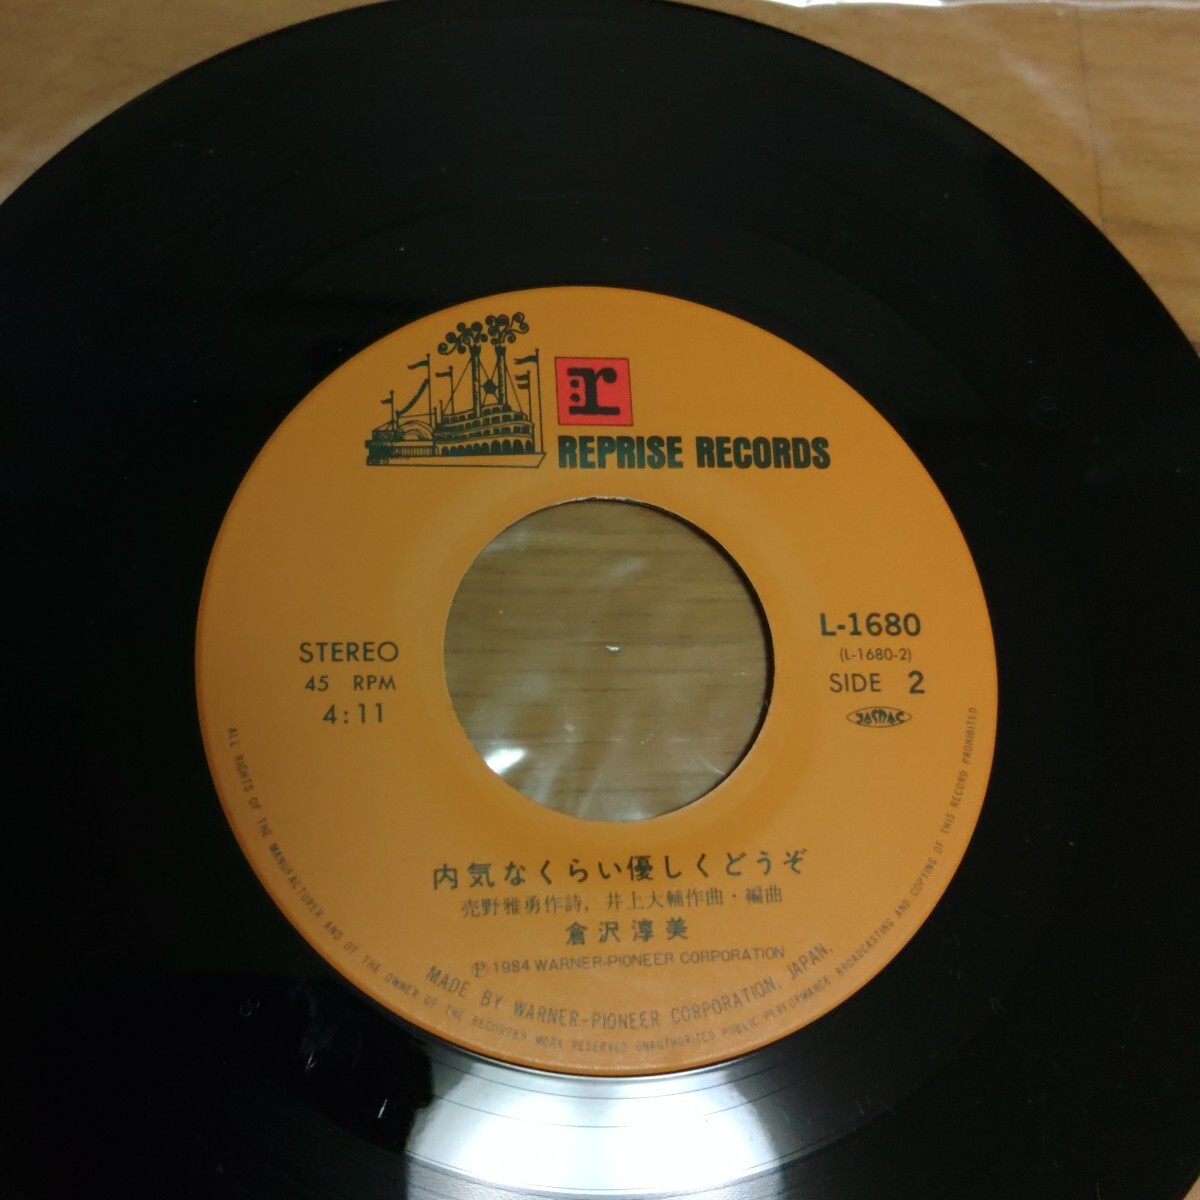 r
REPRISE RECORDS
STEREO
45 RPM
4:11
L-1680
(L-1680-2)
SIDE 2
JASRAC
内気なくらい優しくどうぞ
売野雅勇作詩、井上大輔作曲・編曲
倉沢淳美
Ⓟ 1984 WARNER-PIONEER CORPORATION
MADE BY WARNER-PIONEER CORPORATION, JAPAN.
ALL RIGHTS OF THE MANUFACTURER AND OF THE OWNER OF THE RECORDED WORK RESERVED UNAUTHORIZED PUBLIC PERFORMANCE BROADCASTING AND COPYING OF THIS RECORD PROHIBITED